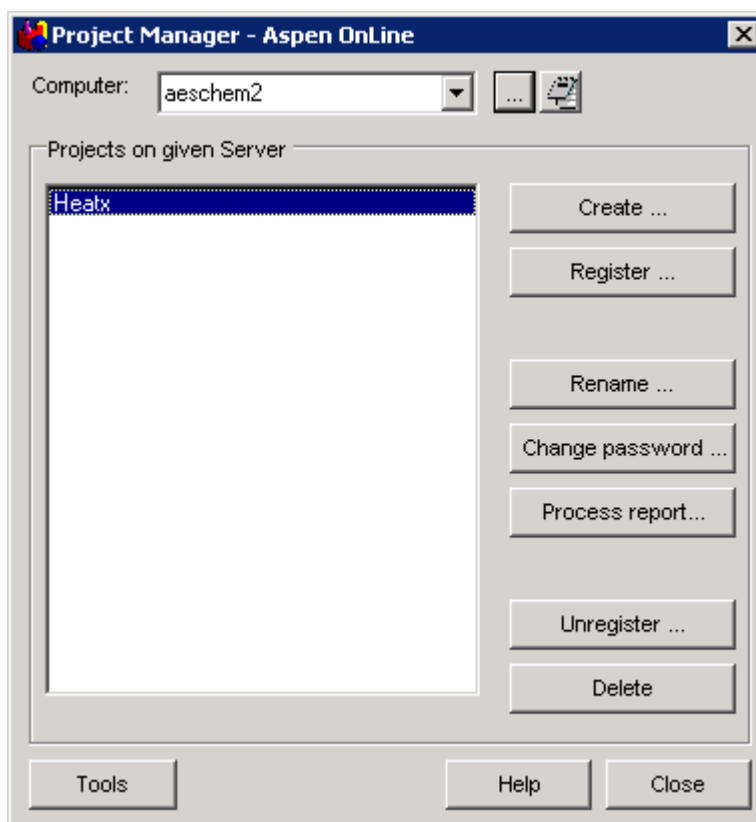 Project Manager - Aspen OnLine
Computer:
aeschem2
...
Projects on given Server
Heatx
Create ...
Register ...
Rename ...
Change password ...
Process report...
Unregister ...
Delete
Tools
Help
Close